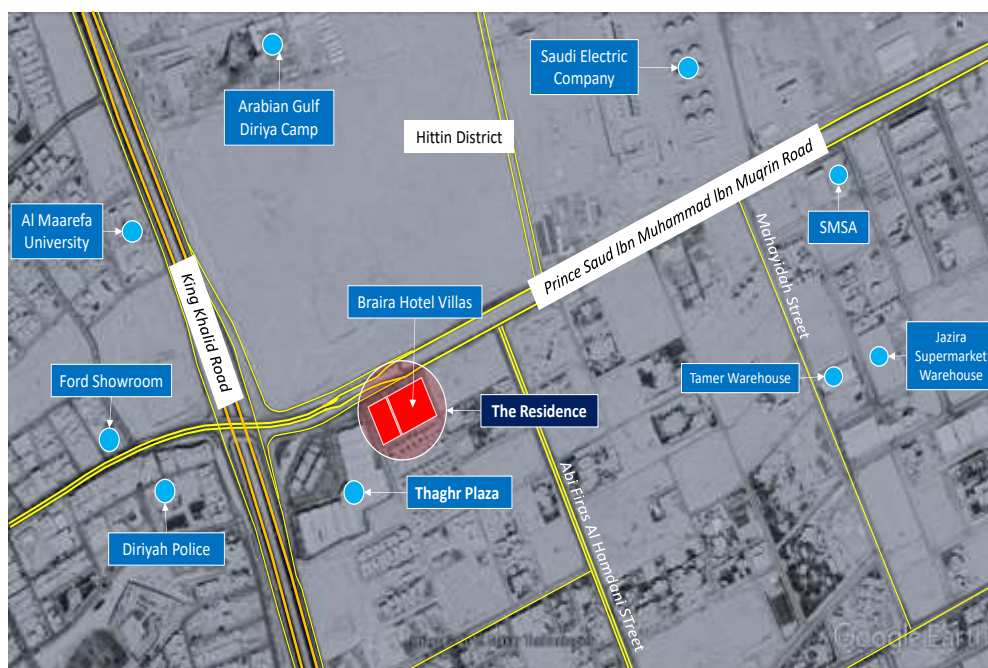 Saudi Electric
Company
Arabian Gulf
Diriya Camp
Hittin District
Prince Saud Ibn Muhammad Ibn Muqrin Road
Al Maarefa
University
SMSA
Mahayidah Street
King Khalid Road
Braira Hotel Villas
Jazira
Supermarket
Warehouse
Ford Showroom
Tamer Warehouse
The Residence
Abi Firas Al Hamdani STreet
Thaghr Plaza
Diriyah Police
Google Earth